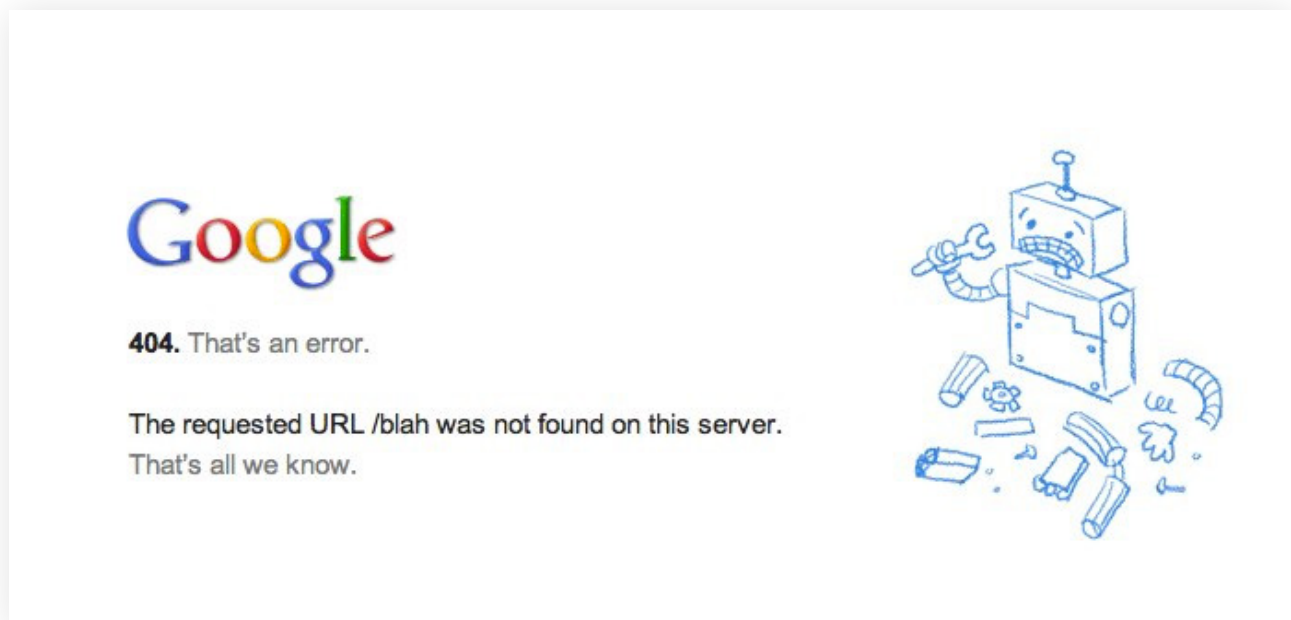 Google
404. That's an error.
The requested URL /blah was not found on this server.
That's all we know.